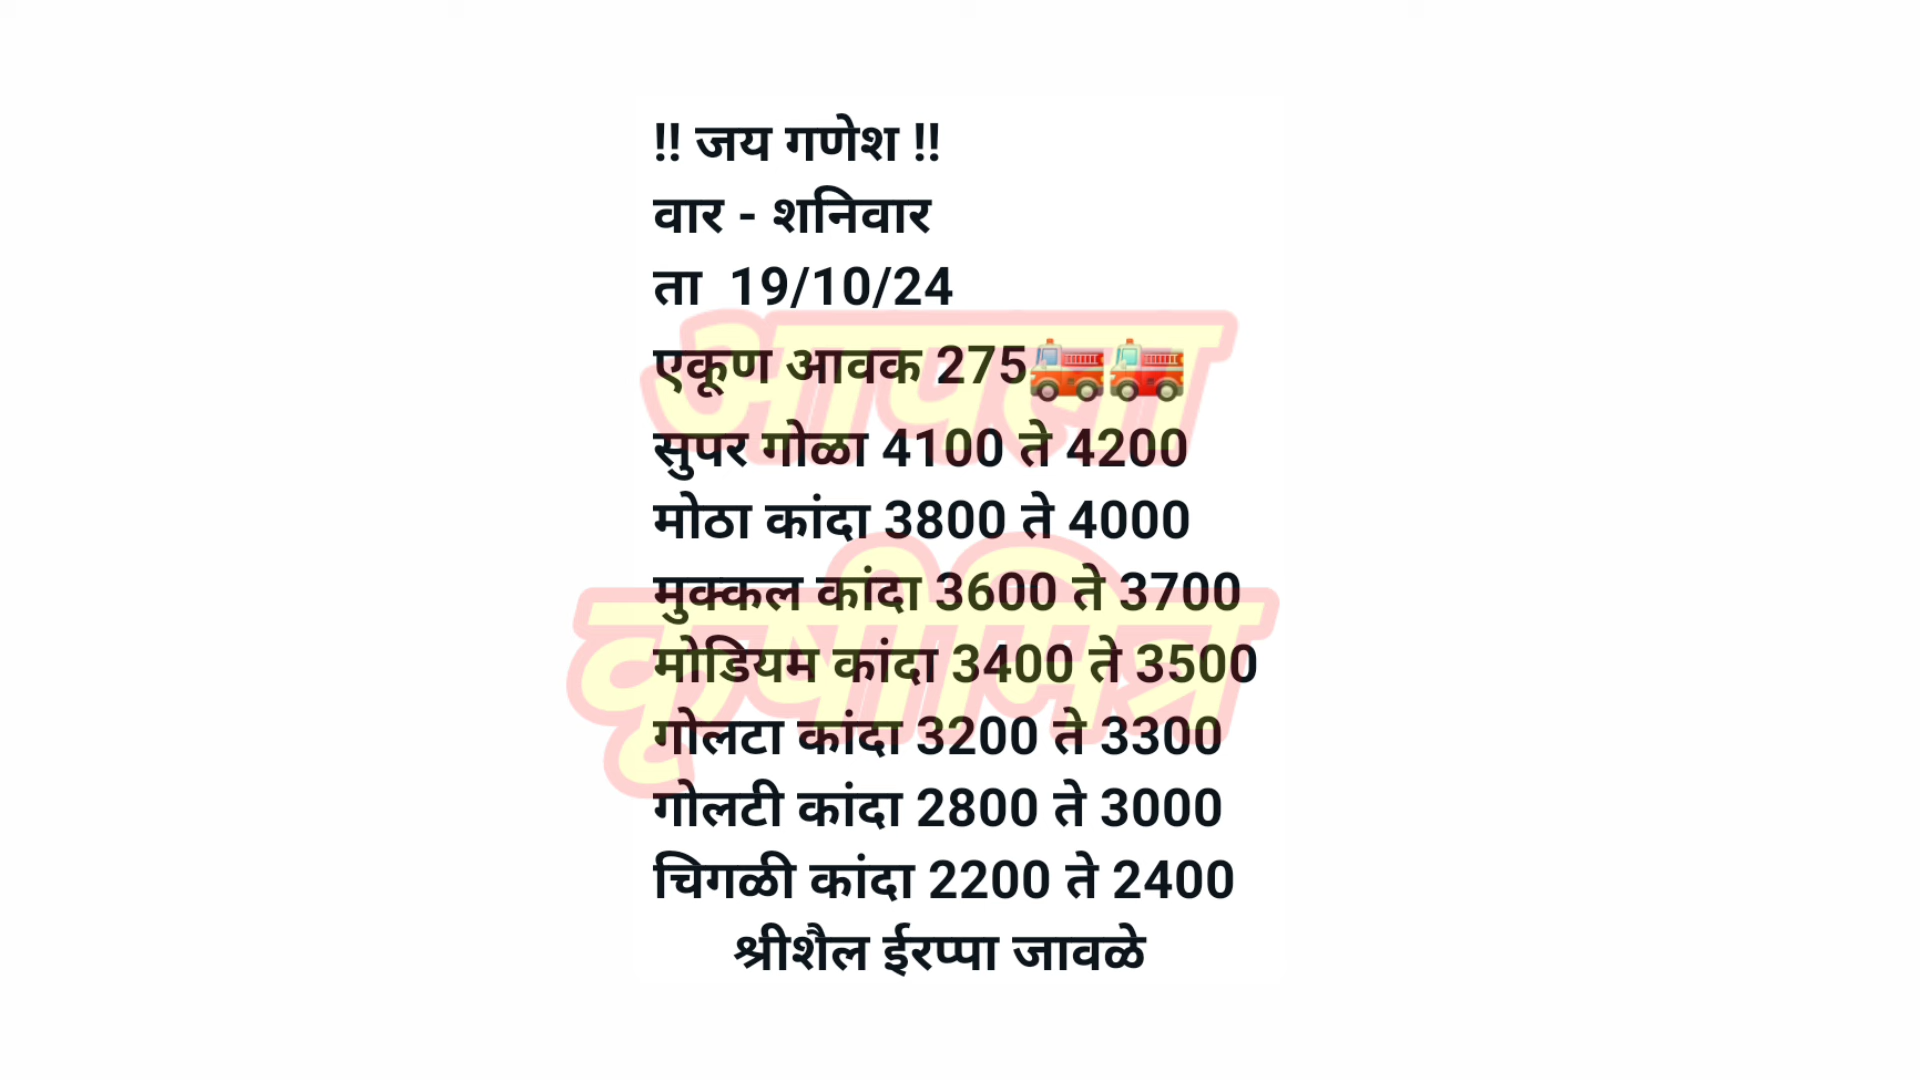 !! जय गणेश !!
वार - शनिवार
ता 19/10/24
एकूण आवक 275🚒🚒
सुपर गोळा 4100 ते 4200
मोठा कांदा 3800 ते 4000
मुक्कल कांदा 3600 ते 3700
मोडियम कांदा 3400 ते 3500
गोलटा कांदा 3200 ते 3300
गोलटी कांदा 2800 ते 3000
चिगळी कांदा 2200 ते 2400
श्रीशैल ईरप्पा जावळे
आपला
कृषीमित्र